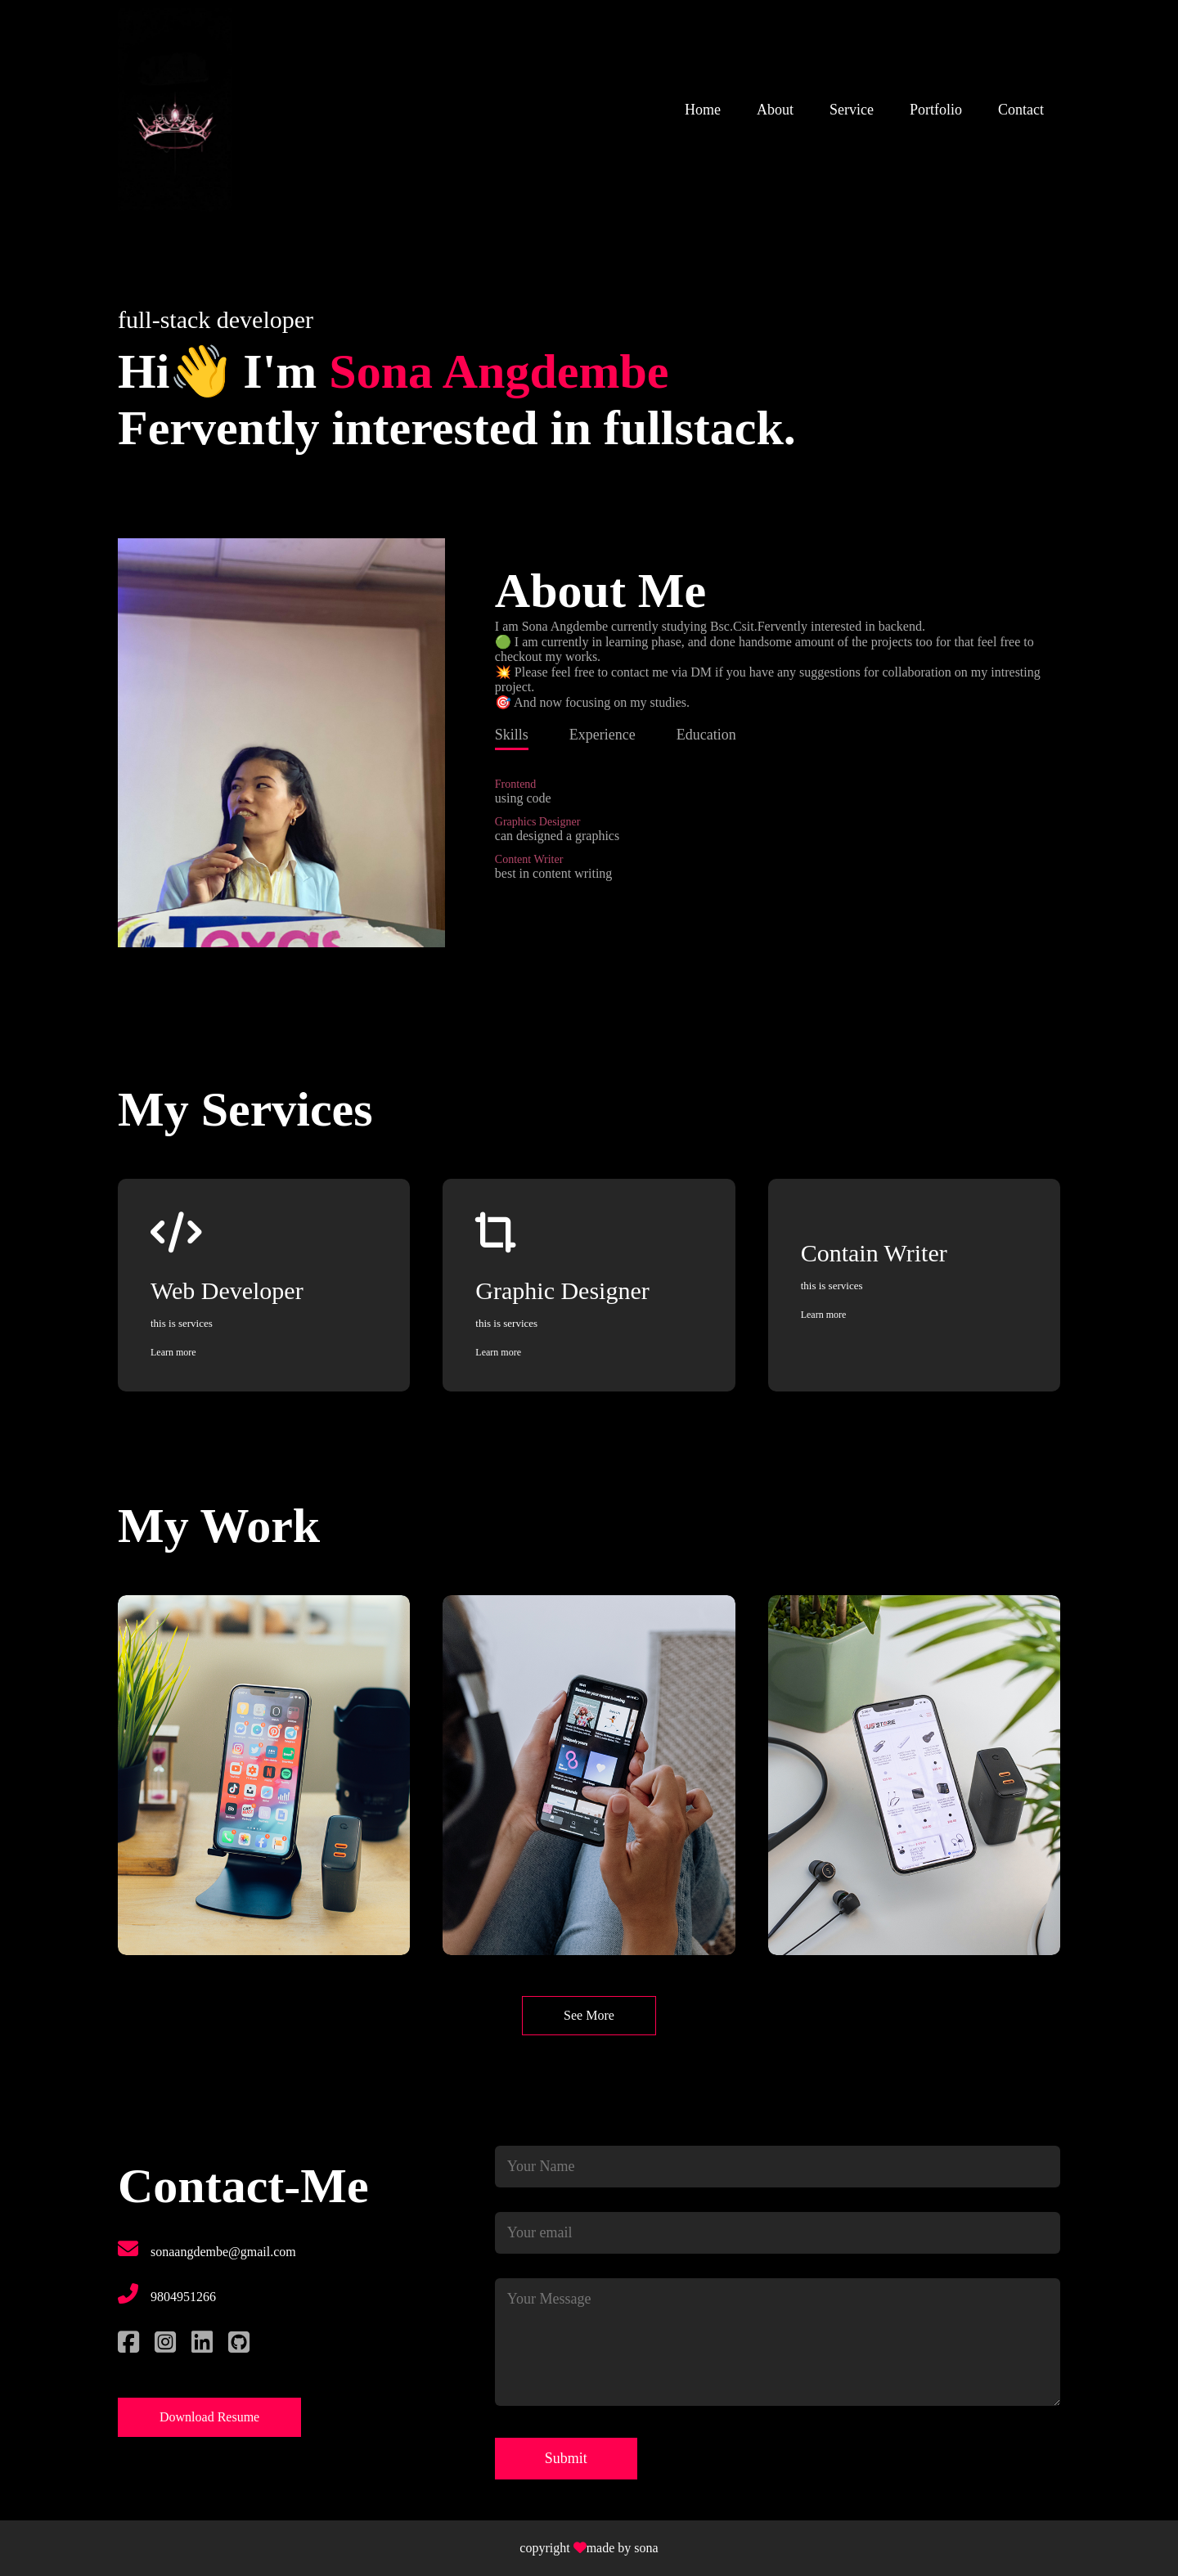 Home About Service Portfolio Contact
full-stack developer
Hi👋 I'm Sona Angdembe
Fervently interested in fullstack.
About Me
I am Sona Angdembe currently studying Bsc.Csit.Fervently interested in backend.
🟢 I am currently in learning phase, and done handsome amount of the projects too for that feel free to
checkout my works.
💥 Please feel free to contact me via DM if you have any suggestions for collaboration on my intresting
project.
🎯 And now focusing on my studies.
Skills Experience Education
Frontend
using code
Graphics Designer
can designed a graphics
Content Writer
best in content writing
Texas
My Services
Web Developer
this is services
Learn more
Graphic Designer
this is services
Learn more
Contain Writer
this is services
Learn more
My Work
See More
Contact-Me
sonaangdembe@gmail.com
9804951266
Download Resume
Your Name
Your email
Your Message
Submit
copyright ❤made by sona